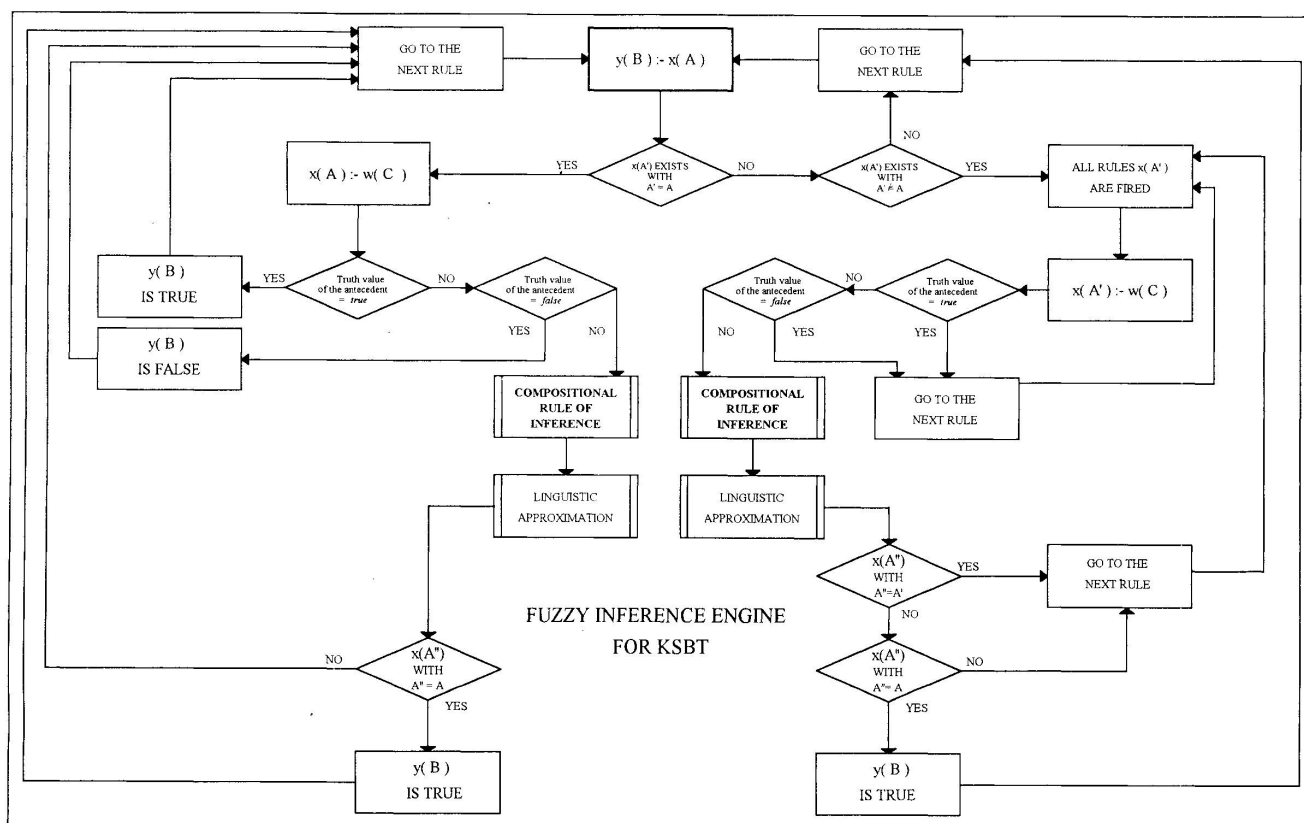 GO TO THE
NEXT RULE
y( B ) :- x( A )
GO TO THE
NEXT RULE
NO
x( A ) :- w( C )
YES
x(A') EXISTS
WITH
A' = A
NO
x(A') EXISTS
WITH
A' ≠ A
YES
ALL RULES x( A' )
ARE FIRED
y( B )
IS TRUE
YES
Truth value
of the antecedent
= true
NO
Truth value
of the antecedent
= false
YES
NO
Truth value
of the antecedent
= false
NO
YES
NO
Truth value
of the antecedent
= true
YES
x( A' ) :- w( C )
y( B )
IS FALSE
COMPOSITIONAL
RULE OF
INFERENCE
COMPOSITIONAL
RULE OF
INFERENCE
GO TO THE
NEXT RULE
LINGUISTIC
APPROXIMATION
LINGUISTIC
APPROXIMATION
x(A")
WITH
A"=A'
YES
NO
GO TO THE
NEXT RULE
FUZZY INFERENCE ENGINE
FOR KSBT
NO
x(A")
WITH
A" = A
YES
x(A")
WITH
A"= A
NO
YES
y( B )
IS TRUE
y( B )
IS TRUE